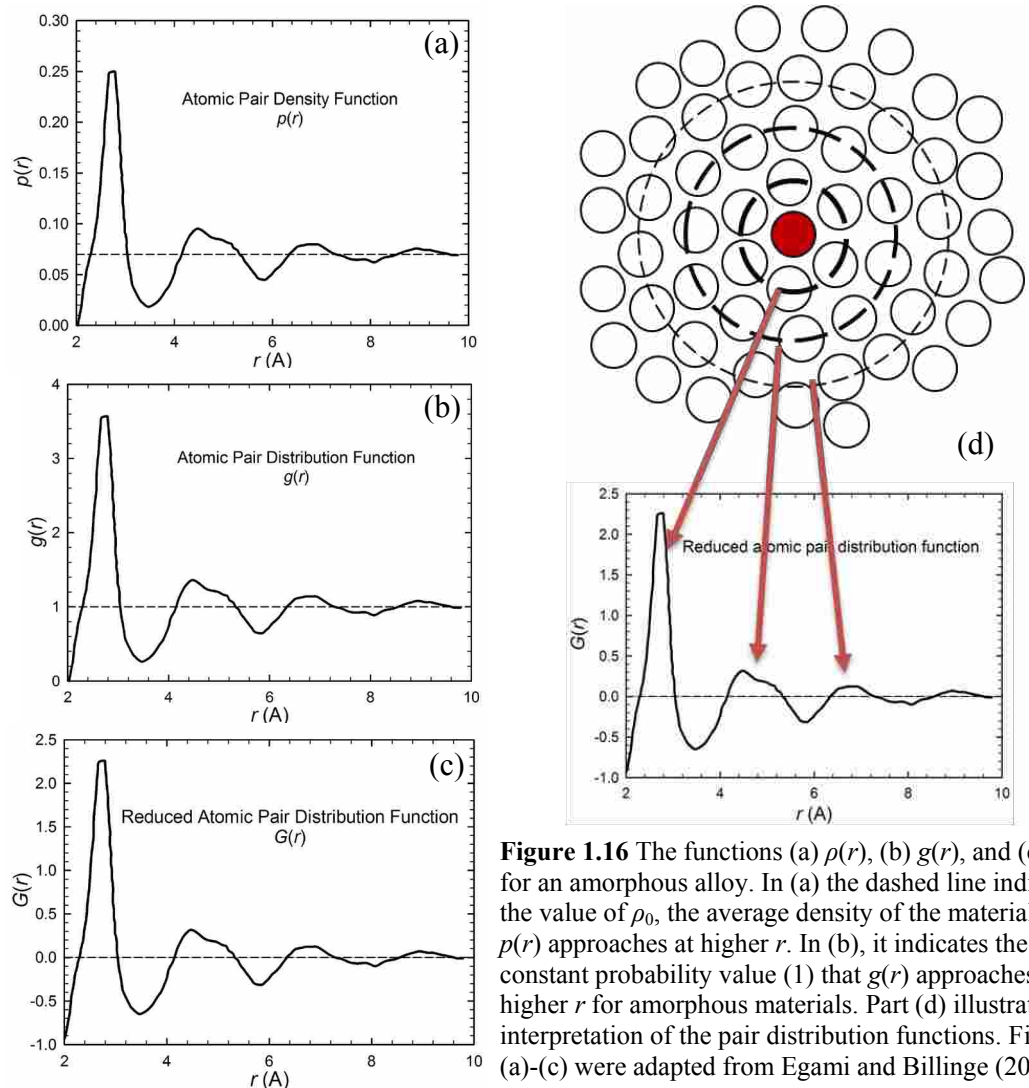 (a)
0.30
0.25
0.20
0.15
0.10
0.05
0.00
p(r)
Atomic Pair Density Function
p(r)
2 4 6 8 10
r (A)
(b)
4
3
2
1
0
g(r)
Atomic Pair Distribution Function
g(r)
2 4 6 8 10
r (A)
(c)
2.5
2.0
1.5
1.0
0.5
0.0
-0.5
-1.0
G(r)
Reduced Atomic Pair Distribution Function
G(r)
2 4 6 8 10
r (A)
(d)
2.5
2.0
1.5
1.0
0.5
0.0
-0.5
-1.0
G(r)
Reduced atomic pair distribution function
2 4 6 8 10
r (A)
Figure 1.16 The functions (a) ρ(r), (b) g(r), and (
for an amorphous alloy. In (a) the dashed line indi
the value of ρ0, the average density of the material
p(r) approaches at higher r. In (b), it indicates the
constant probability value (1) that g(r) approaches
higher r for amorphous materials. Part (d) illustrat
interpretation of the pair distribution functions. Fi
(a)-(c) were adapted from Egami and Billinge (20